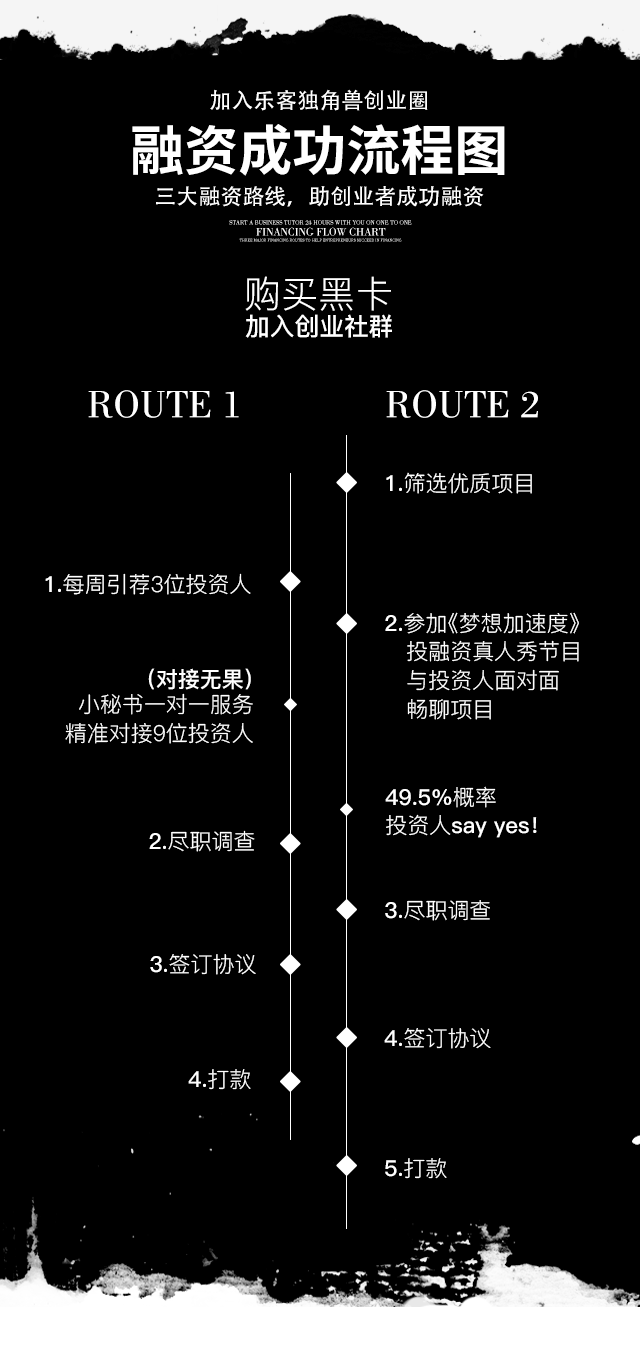 加入乐客独角兽创业圈
融资成功流程图
三大融资路线，助创业者成功融资
START A BUSINESS TUTOR 24 HOURS WITH YOU ON ONE TO ONE
FINANCING FLOW CHART
THREE MAJOR FINANCING ROUTES TO HELP ENTREPRENEURS SUCCEED IN FINANCING
购买黑卡
加入创业社群
ROUTE 1
1.每周引荐3位投资人
（对接无果）
小秘书一对一服务
精准对接9位投资人
2.尽职调查
3.签订协议
4.打款
ROUTE 2
1.筛选优质项目
2.参加《梦想加速度》
投融资真人秀节目
与投资人面对面
畅聊项目
49.5%概率
投资人say yes!
3.尽职调查
4.签订协议
5.打款